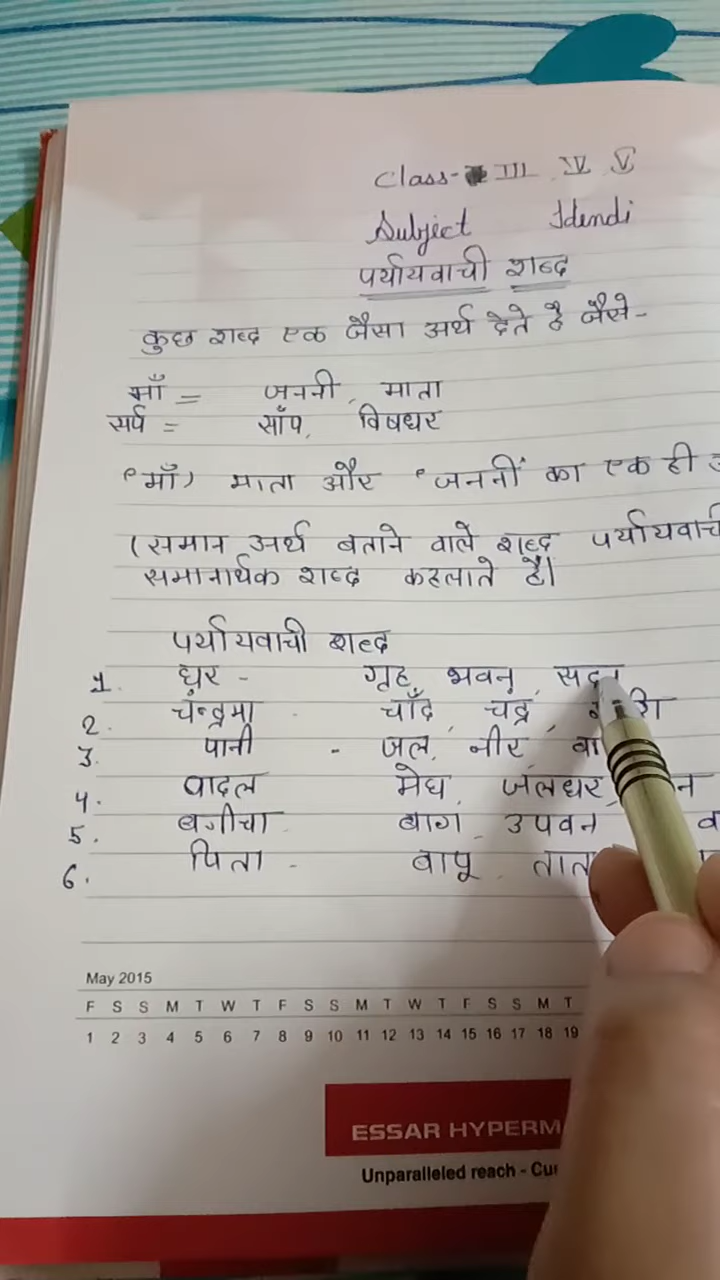 Class- III IV V
Subject Hendi
पर्यायवाची शब्द
कुछ शब्द एक जैसा अर्थ देते है जैसे-
माँ = जननी, माता
सर्प = साँप, विषधर
'माँ' माता और 'जननी' का एक ही
(समान अर्थ बताने वाले शब्द पर्यायवाची
समानार्थक शब्द कहलाते है।
पर्यायवाची शब्द
1. घर - गृह, भवन, सदन
2. चन्द्रमा - चाँद, चंद्र,
3. पानी - जल, नीर,
4. वादल मेघ, जलधर,
5. बगीचा बाग, उपवन
6. पिता - बापू, तात
May 2015
F S S M T W T F S S M T W T F S S M T
1 2 3 4 5 6 7 8 9 10 11 12 13 14 15 16 17 18 19
ESSAR
Unparalleled reach -